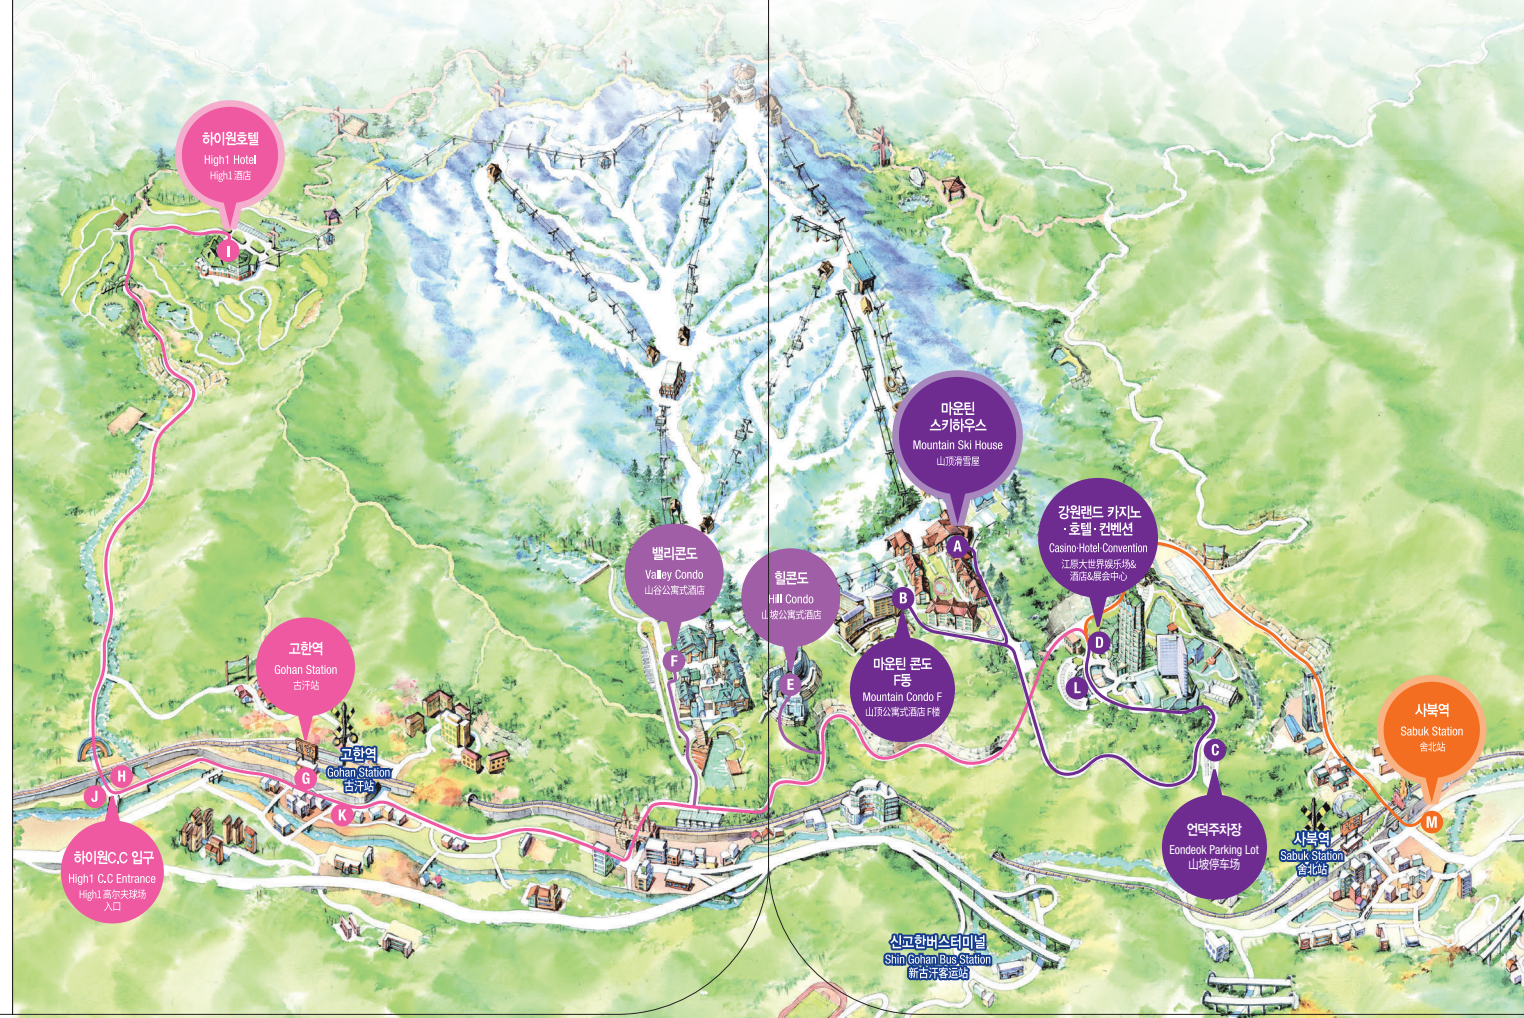 하이원호텔
High1 Hotel
High1 酒店
I
마운틴
스키하우스
Mountain Ski House
山顶滑雪屋
A
강원랜드 카지노
·호텔·컨벤션
Casino·Hotel·Convention
江原大世界娱乐场&
酒店&展会中心
D
L
밸리콘도
Valley Condo
山谷公寓式酒店
F
힐콘도
Hill Condo
山坡公寓式酒店
E
B
마운틴 콘도
F동
Mountain Condo F
山顶公寓式酒店 F楼
고한역
Gohan Station
古汗站
G
고한역
Gohan Station
古汗站
H
J
K
하이원C.C 입구
High1 C.C Entrance
High1 高尔夫球场
入口
C
언덕주차장
Eondeok Parking Lot
山坡停车场
사북역
Sabuk Station
舍北站
M
사북역
Sabuk Station
舍北站
신고한버스터미널
Shin Gohan Bus Station
新古汗客运站